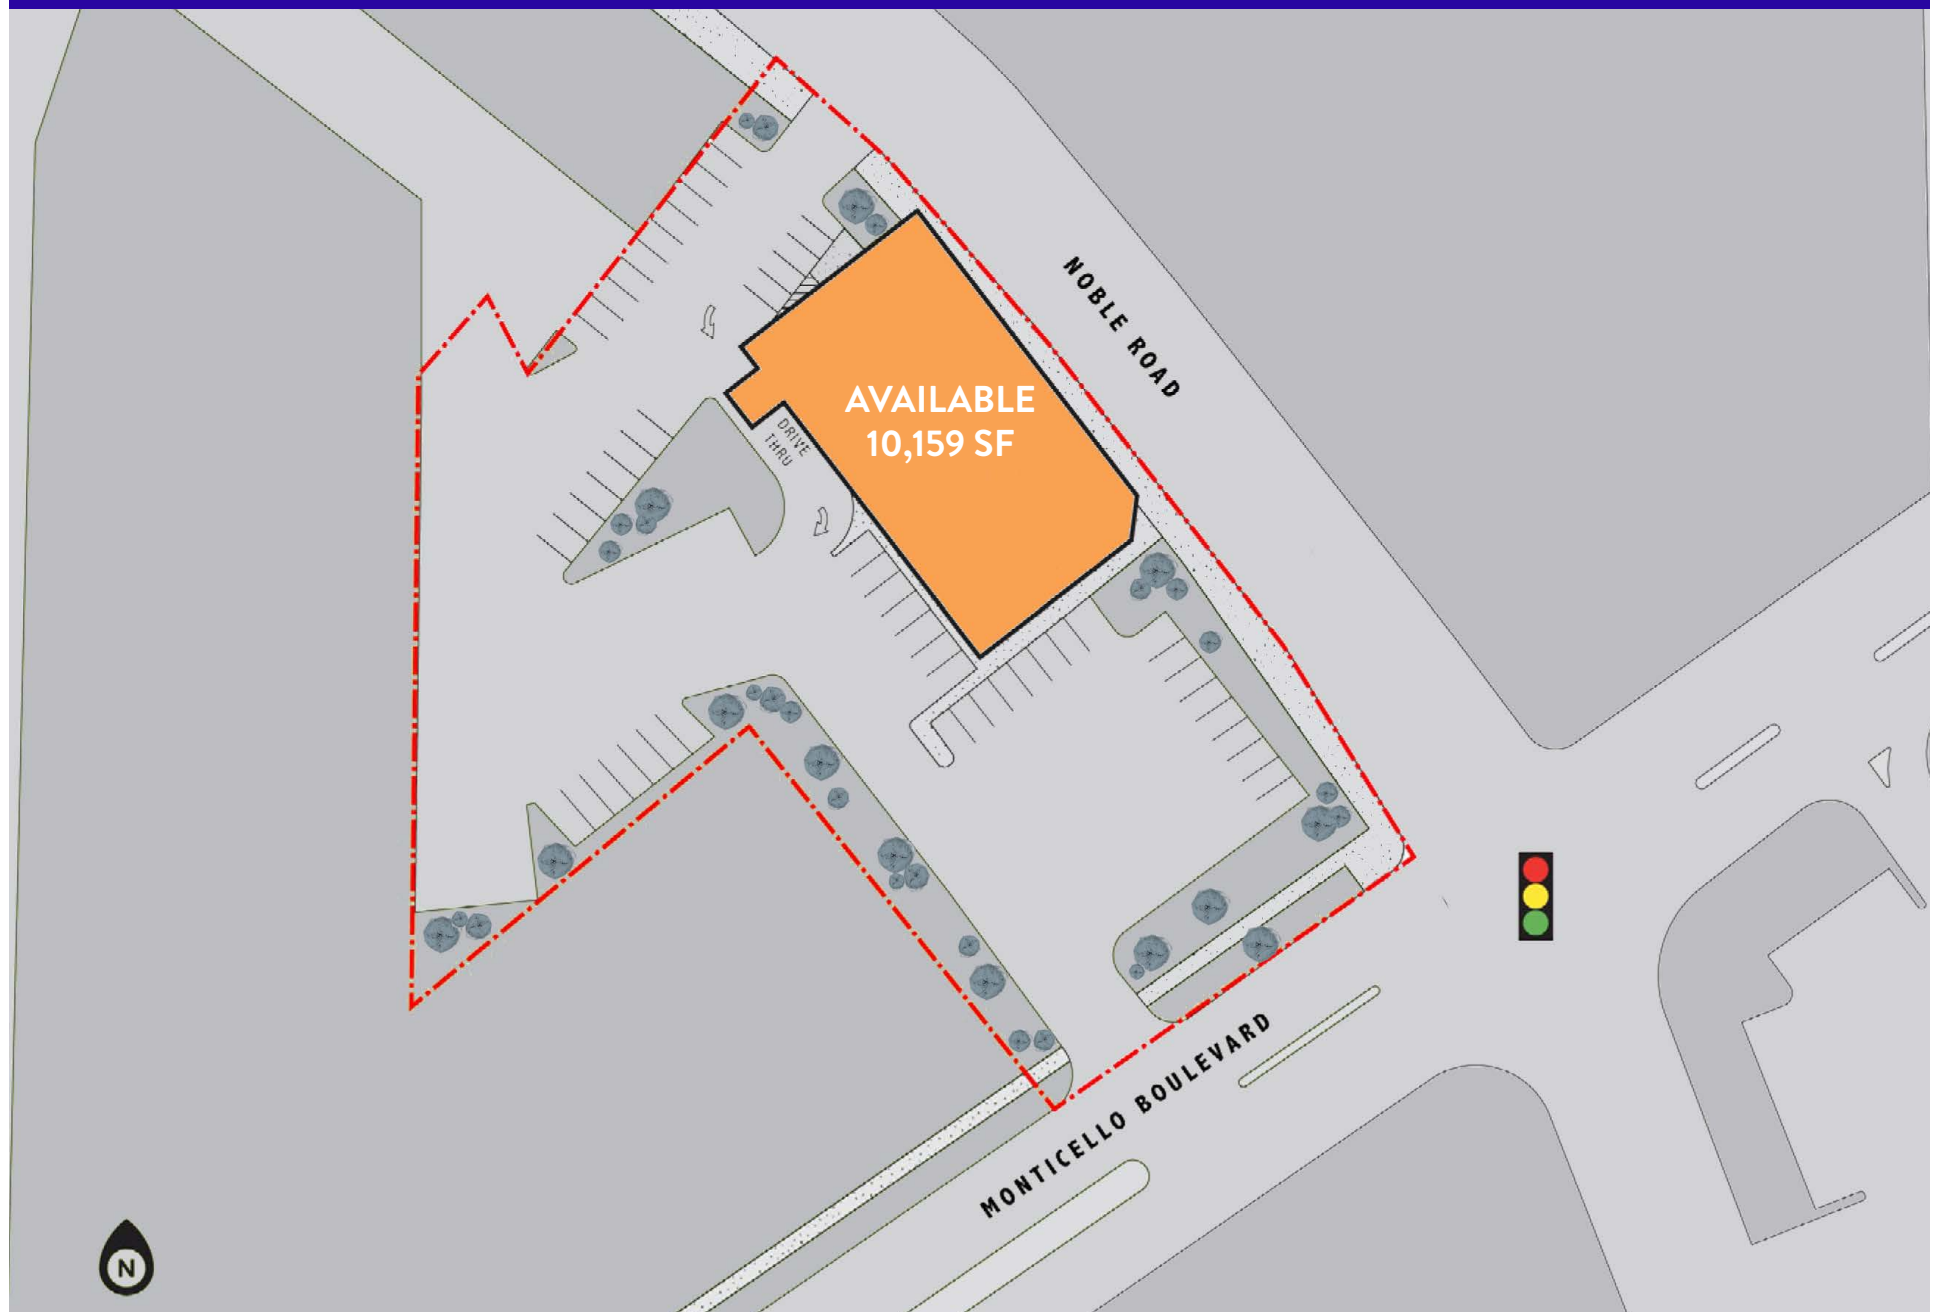 NOBLE ROAD
AVAILABLE
10,159 SF
DRIVE
THRU
MONTICELLO BOULEVARD
N